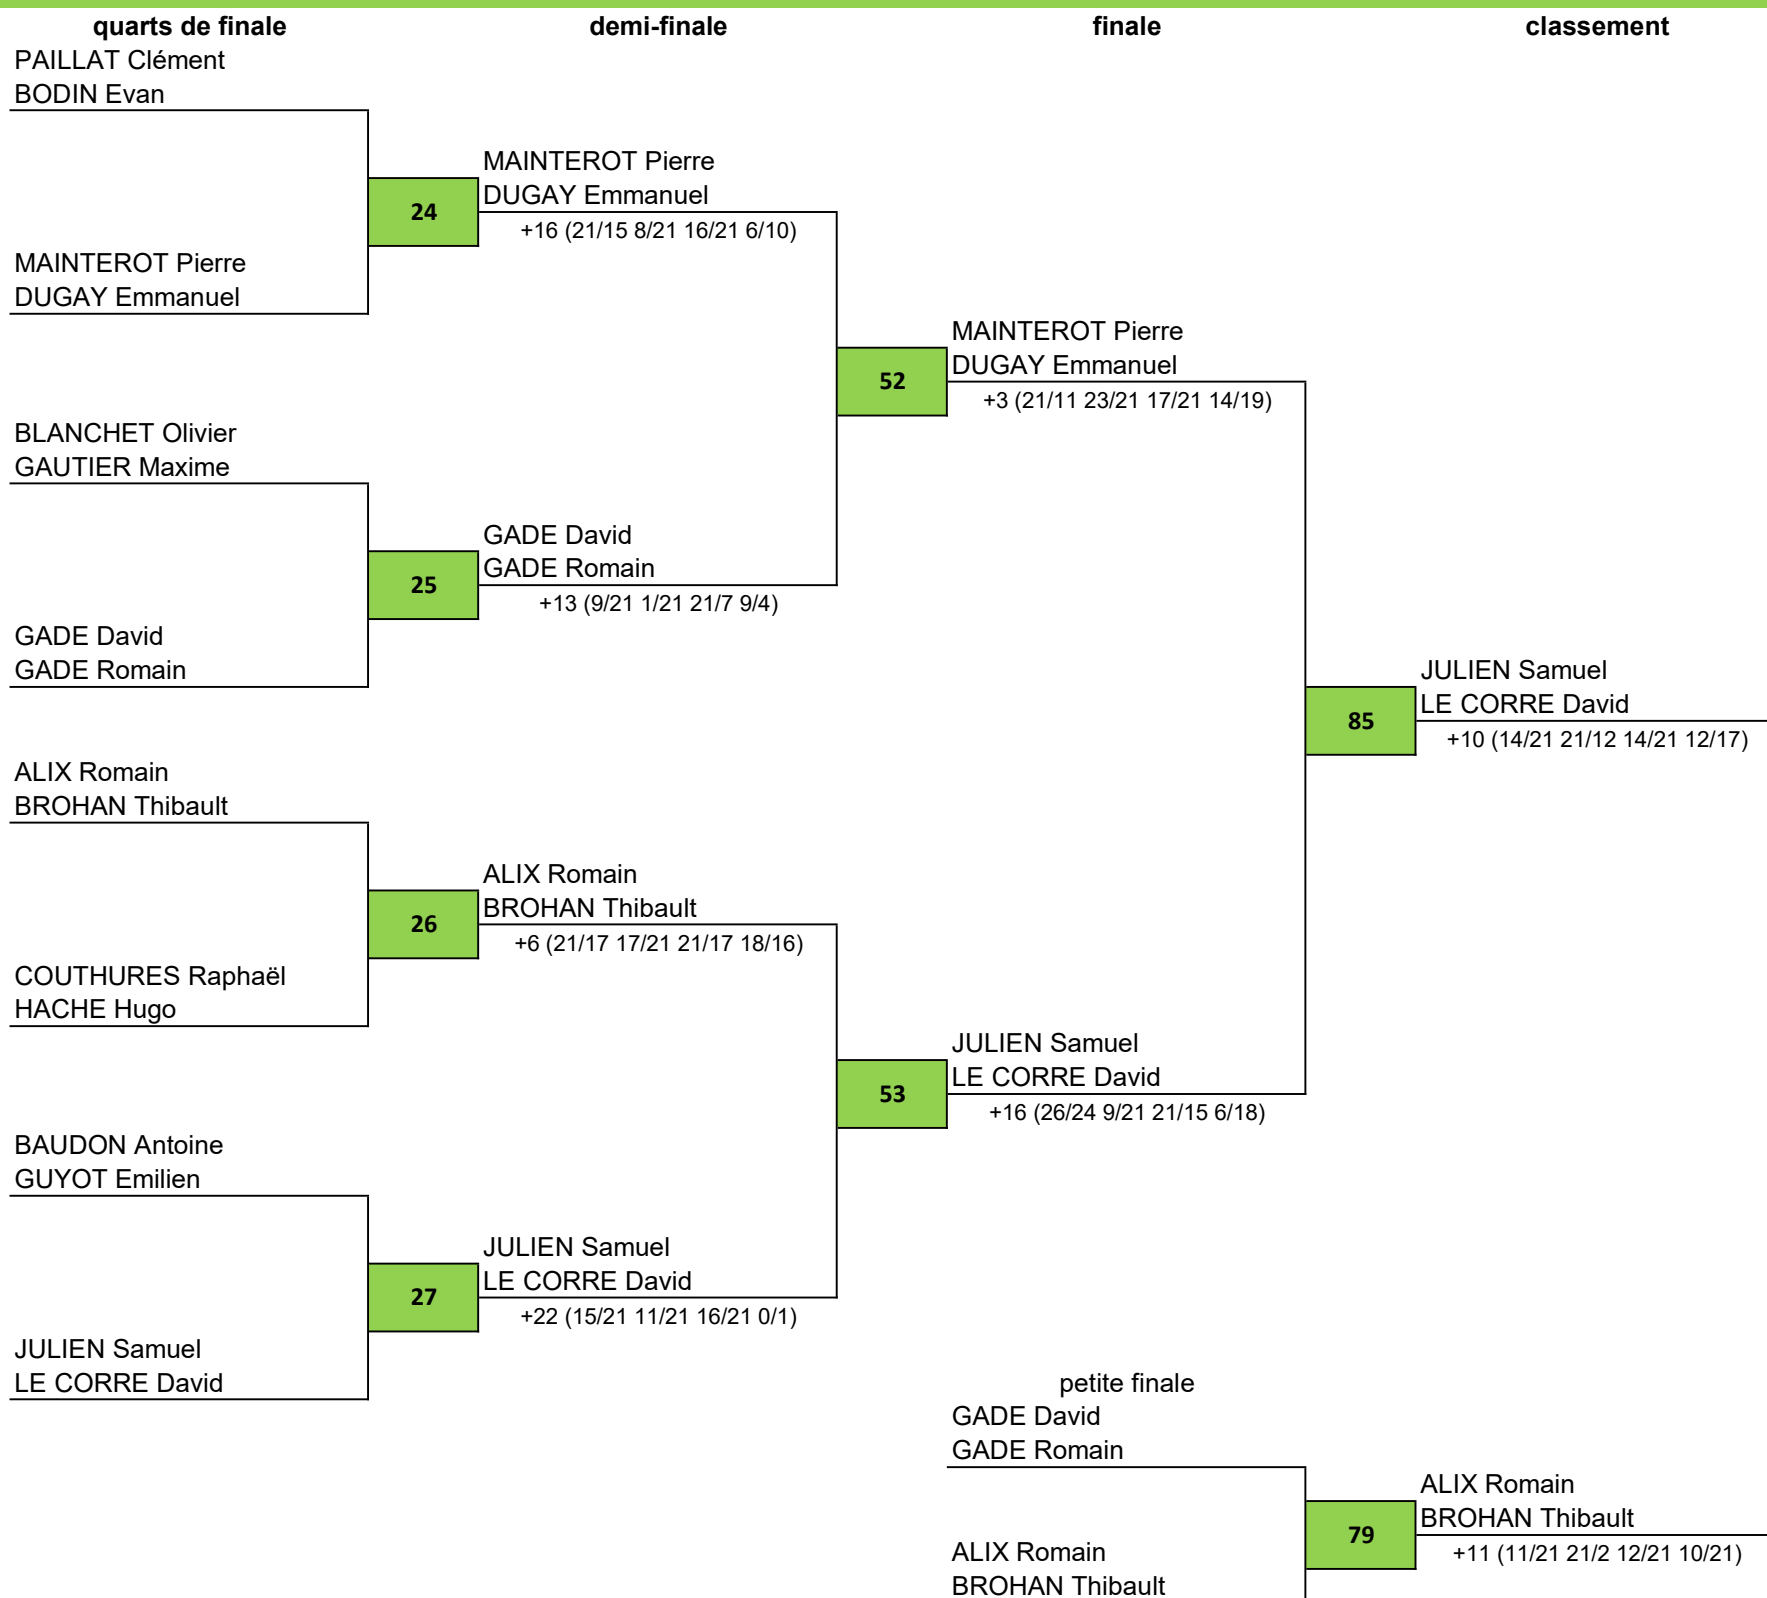 quarts de finale demi-finale finale classement
PAILLAT Clément
BODIN Evan
24
MAINTEROT Pierre
DUGAY Emmanuel
+16 (21/15 8/21 16/21 6/10)
MAINTEROT Pierre
DUGAY Emmanuel
52
MAINTEROT Pierre
DUGAY Emmanuel
+3 (21/11 23/21 17/21 14/19)
BLANCHET Olivier
GAUTIER Maxime
25
GADE David
GADE Romain
+13 (9/21 1/21 21/7 9/4)
GADE David
GADE Romain
85
JULIEN Samuel
LE CORRE David
+10 (14/21 21/12 14/21 12/17)
ALIX Romain
BROHAN Thibault
26
ALIX Romain
BROHAN Thibault
+6 (21/17 17/21 21/17 18/16)
COUTHURES Raphaël
HACHE Hugo
53
JULIEN Samuel
LE CORRE David
+16 (26/24 9/21 21/15 6/18)
BAUDON Antoine
GUYOT Emilien
27
JULIEN Samuel
LE CORRE David
+22 (15/21 11/21 16/21 0/1)
JULIEN Samuel
LE CORRE David
petite finale
GADE David
GADE Romain
79
ALIX Romain
BROHAN Thibault
+11 (11/21 21/2 12/21 10/21)
ALIX Romain
BROHAN Thibault